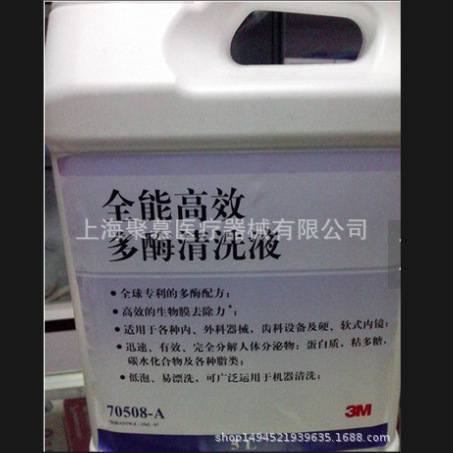 全能高效
上海聚慕医疗器械有限公司
多酶清洗液
• 全球专利的多酶配方；
• 高效的生物膜去除力*；
• 适用于各种内、外科器械，齿科设备及硬、软式内镜；
• 迅速、有效、完全分解人体分泌物：蛋白质，粘多糖，
碳水化合物及各种脂类；
• 低泡、易漂洗，可广泛运用于机器清洗；
70508-A
3M
5 L
shop1494521939635.1688.com